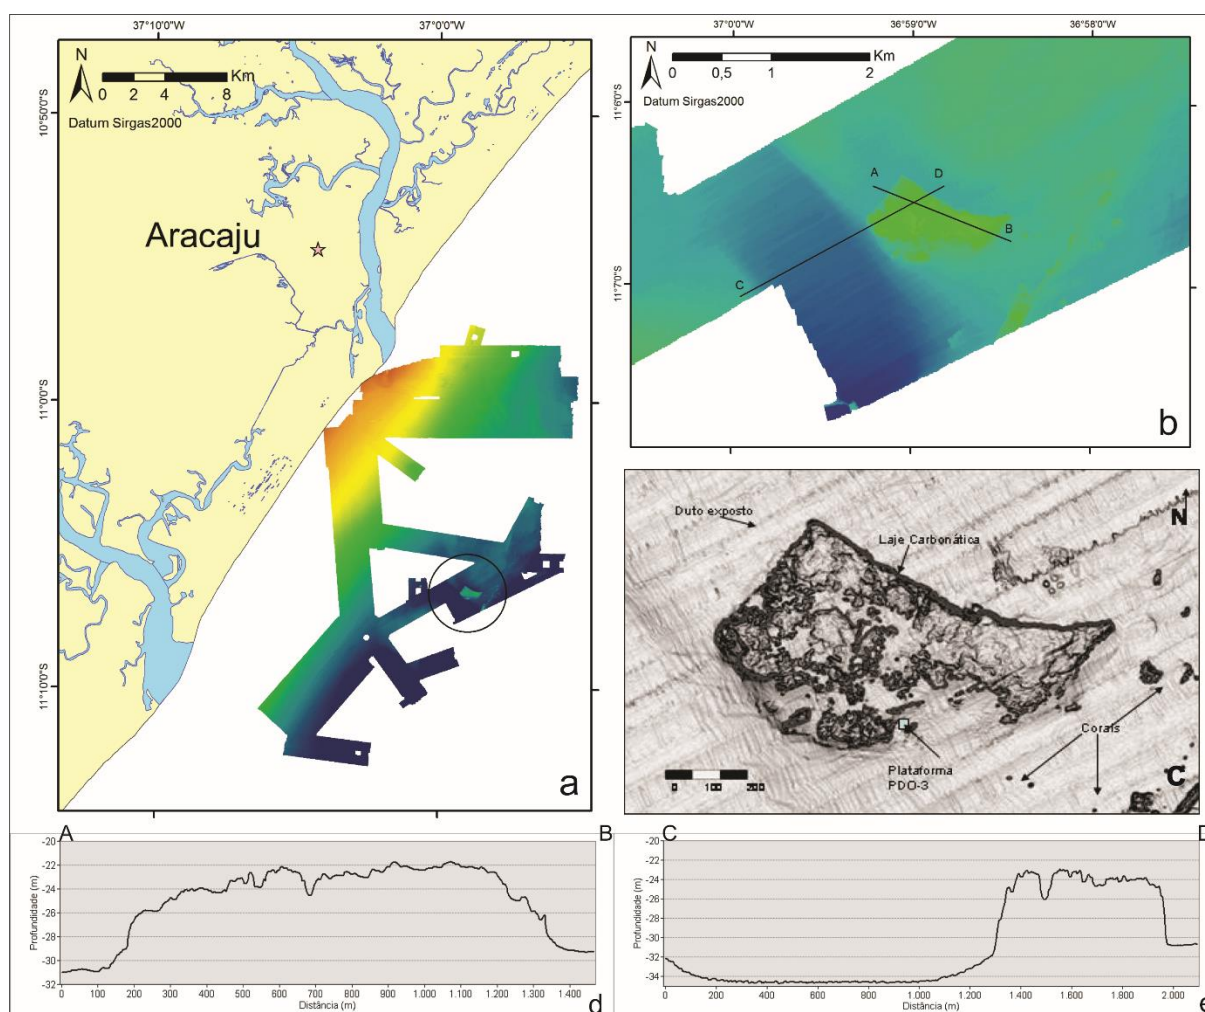 37°10'0"W
37°0'0"W
N
Km
0 2 4 8
Datum Sirgas2000
10°50'0"S
Aracaju
11°0'0"S
11°10'0"S
a
37°0'0"W
36°59'0"W
36°58'0"W
N
Km
0 0,5 1 2
Datum Sirgas2000
11°6'0"S
A
D
B
C
11°7'0"S
b
Duto exposto
Laje Carbonática
N
Corais
Plataforma
PDO-3
C
A
B
-20
-22
-24
-26
-28
-30
-32
Profundidade (m)
0 100 200 300 400 500 600 700 800 900 1.000 1.100 1.200 1.300 1.400
Distância (m)
d
C
D
-20
-22
-24
-26
-28
-30
-32
-34
Profundidade (m)
0 200 400 600 800 1.000 1.200 1.400 1.600 1.800 2.000
Distância (m)
e